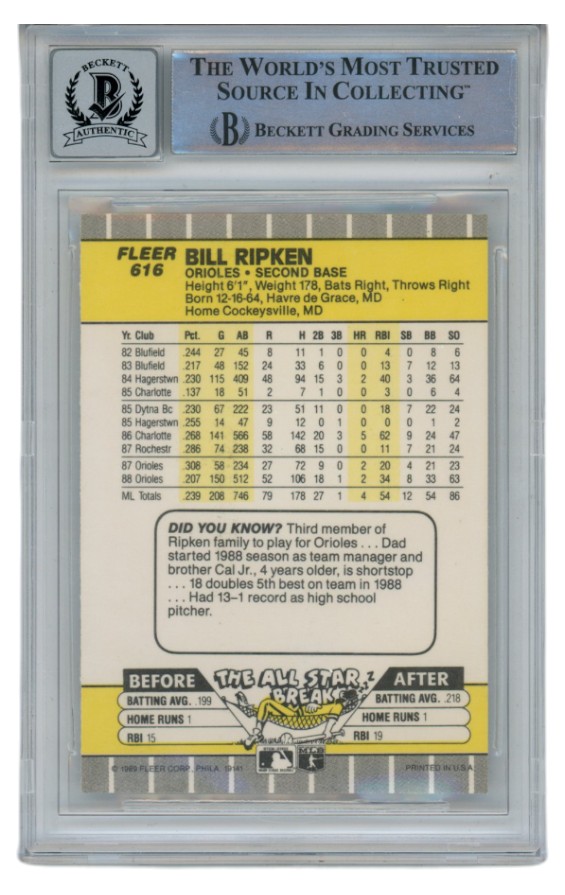 BECKETT
B
AUTHENTIC
THE WORLD'S MOST TRUSTED
SOURCE IN COLLECTING™
B BECKETT GRADING SERVICES
FLEER
616
BILL RIPKEN
ORIOLES • SECOND BASE
Height 6'1", Weight 178, Bats Right, Throws Right
Born 12-16-64, Havre de Grace, MD
Home Cockeysville, MD
Yr. Club Pct. G AB R H 2B 3B HR RBI SB BB SO
82 Blufield .244 27 45 8 11 1 0 0 4 0 8 6
83 Blufield .217 48 152 24 33 6 0 0 13 7 12 13
84 Hagerstwn .230 115 409 48 94 15 3 2 40 3 36 64
85 Charlotte .137 18 51 2 7 1 0 0 3 0 6 4
85 Dytna Bc .230 67 222 23 51 11 0 0 18 7 22 24
85 Hagerstwn .255 14 47 9 12 0 1 0 0 0 1 2
86 Charlotte .268 141 566 58 142 20 3 5 62 9 24 47
87 Rochestr .286 74 238 32 68 15 0 0 11 7 21 24
87 Orioles .308 58 234 27 72 9 0 2 20 4 21 23
88 Orioles .207 150 512 52 106 18 1 2 34 8 33 63
ML Totals .239 208 746 79 178 27 1 4 54 12 54 86
DID YOU KNOW? Third member of
Ripken family to play for Orioles . . . Dad
started 1988 season as team manager and
brother Cal Jr., 4 years older, is shortstop
. . . 18 doubles 5th best on team in 1988
. . . Had 13–1 record as high school
pitcher.
BEFORE THE ALL STAR BREAK AFTER
BATTING AVG. .199
HOME RUNS 1
RBI 15
BATTING AVG. .218
HOME RUNS 1
RBI 19
© 1989 FLEER CORP., PHILA. 19141
MLB
PRINTED IN U.S.A.